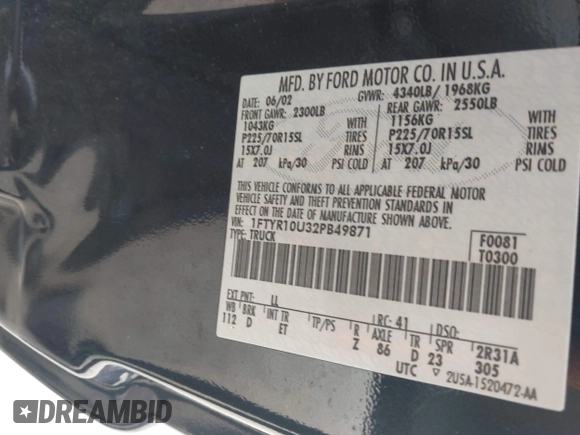 MFD. BY FORD MOTOR CO. IN U.S.A.
DATE: 06/02 GVWR: 4340LB/ 1968KG
FRONT GAWR: 2300LB REAR GAWR: 2550LB
1043KG 1156KG
P225/70R15SL TIRES P225/70R15SL TIRES
15X7.0J RIMS 15X7.0J RIMS
AT 207 kPa/30 PSI COLD AT 207 kPa/30 PSI COLD
THIS VEHICLE CONFORMS TO ALL APPLICABLE FEDERAL MOTOR
VEHICLE SAFETY AND THEFT PREVENTION STANDARDS IN EFFECT
ON THE DATE OF MANUFACTURE SHOWN ABOVE.
VIN: 1FTYR10U32PB49871 F0081
TYPE: TRUCK T0300
EXT PNT: LL RC: 41 DSO:
WB BRK INT TR TP/PS R AXLE TR SPR 2R31A
112 D ET Z 86 D 23 305
UTC ▽ 2U5A-1520472-AA
DREAMBID